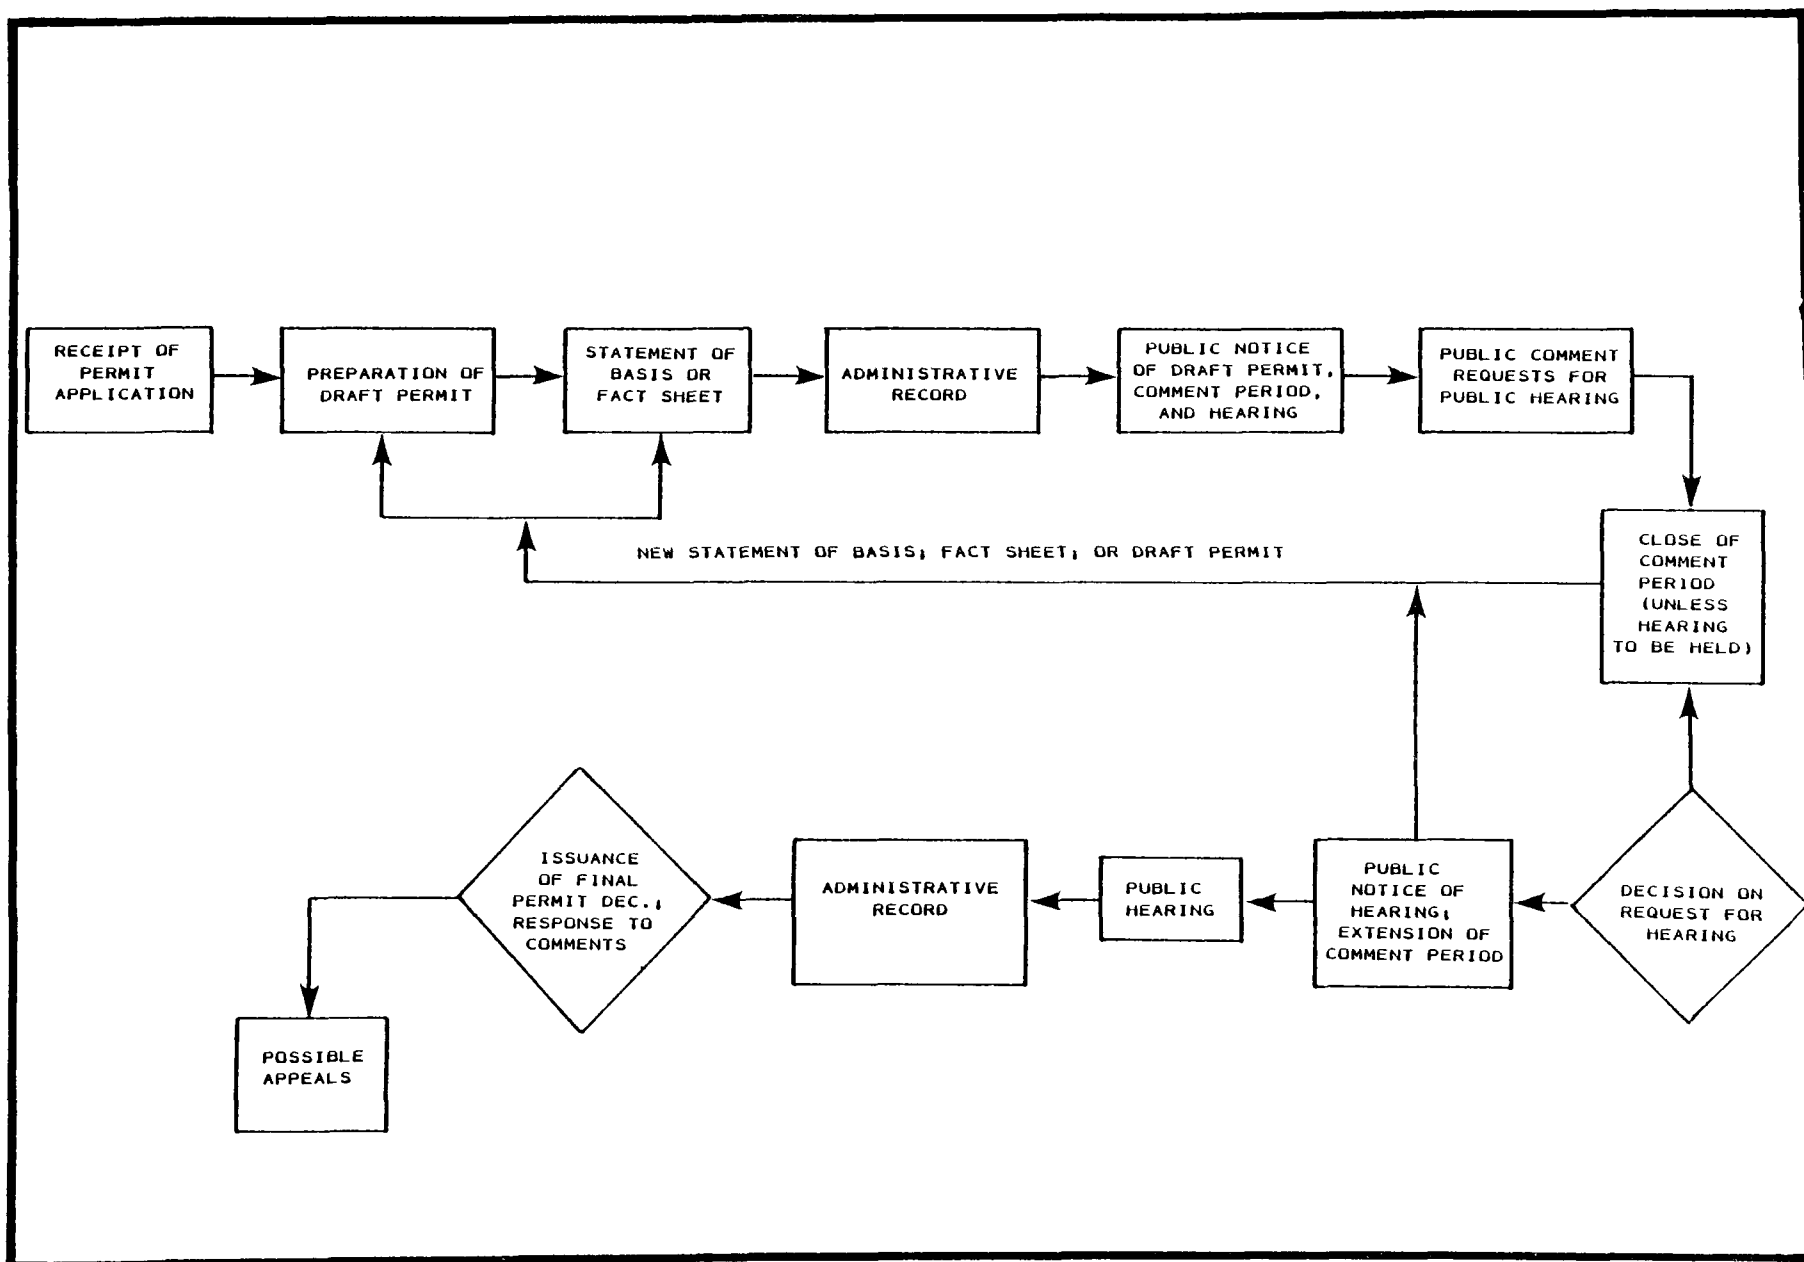 RECEIPT OF
PERMIT
APPLICATION
PREPARATION OF
DRAFT PERMIT
STATEMENT OF
BASIS OR
FACT SHEET
ADMINISTRATIVE
RECORD
PUBLIC NOTICE
OF DRAFT PERMIT,
COMMENT PERIOD,
AND HEARING
PUBLIC COMMENT
REQUESTS FOR
PUBLIC HEARING
NEW STATEMENT OF BASIS; FACT SHEET; OR DRAFT PERMIT
CLOSE OF
COMMENT
PERIOD
(UNLESS
HEARING
TO BE HELD)
DECISION ON
REQUEST FOR
HEARING
PUBLIC
NOTICE OF
HEARING;
EXTENSION OF
COMMENT PERIOD
PUBLIC
HEARING
ADMINISTRATIVE
RECORD
ISSUANCE
OF FINAL
PERMIT DEC.;
RESPONSE TO
COMMENTS
POSSIBLE
APPEALS